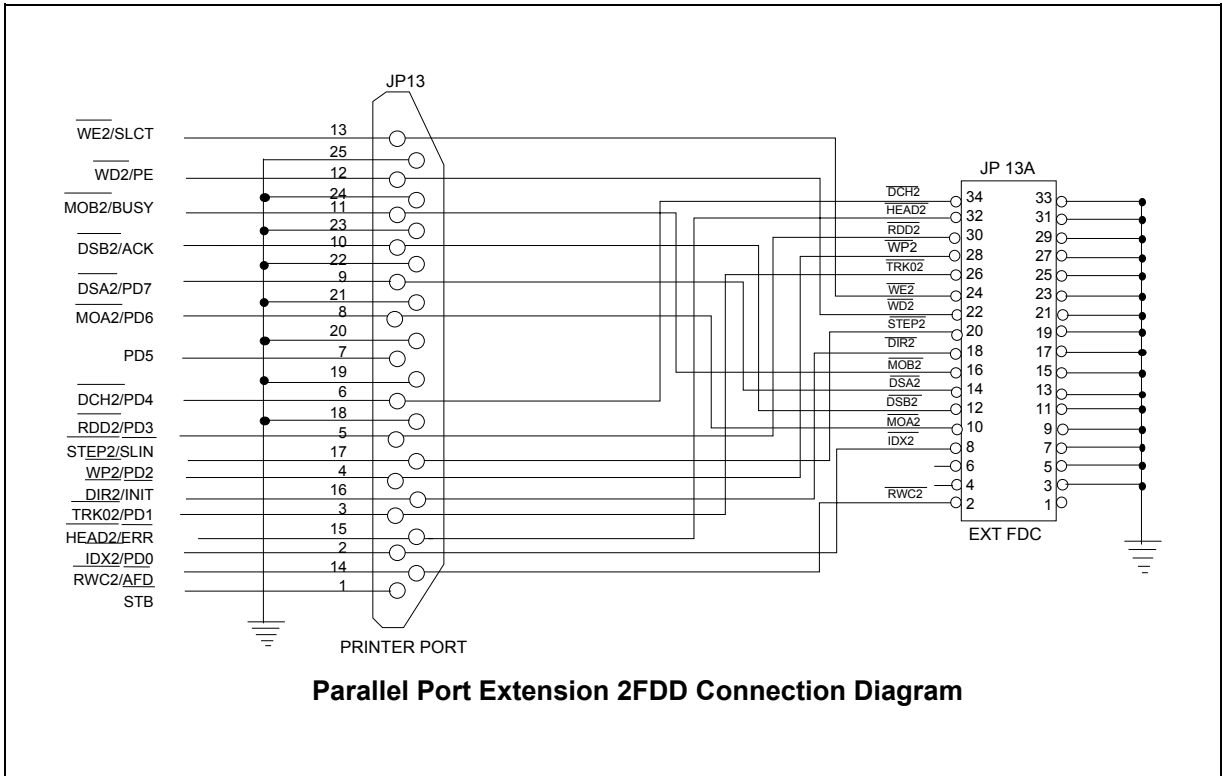 JP13
WE2/SLCT
WD2/PE
MOB2/BUSY
DSB2/ACK
DSA2/PD7
MOA2/PD6
PD5
DCH2/PD4
RDD2/PD3
STEP2/SLIN
WP2/PD2
DIR2/INIT
TRK02/PD1
HEAD2/ERR
IDX2/PD0
RWC2/AFD
STB
13
25
12
24
11
23
10
22
9
21
8
20
7
19
6
18
5
17
4
16
3
15
2
14
1
PRINTER PORT
JP 13A
DCH2
HEAD2
RDD2
WP2
TRK02
WE2
WD2
STEP2
DIR2
MOB2
DSA2
DSB2
MOA2
IDX2
RWC2
34 33
32 31
30 29
28 27
26 25
24 23
22 21
20 19
18 17
16 15
14 13
12 11
10 9
8 7
6 5
4 3
2 1
EXT FDC
Parallel Port Extension 2FDD Connection Diagram